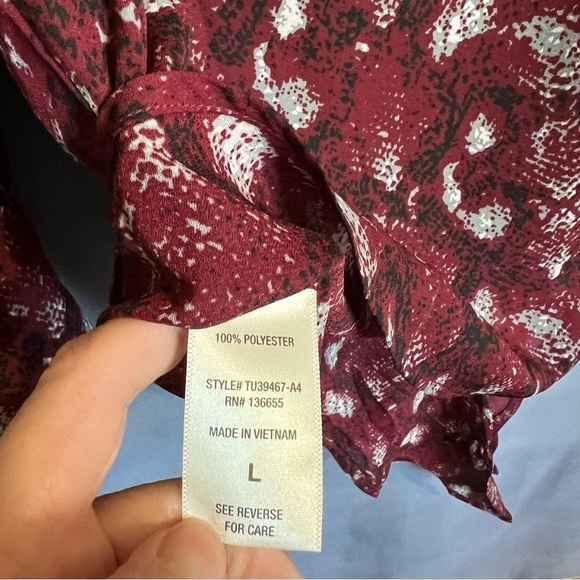 100% POLYESTER
STYLE# TU39467-A4
RN# 136655
MADE IN VIETNAM
L
SEE REVERSE
FOR CARE